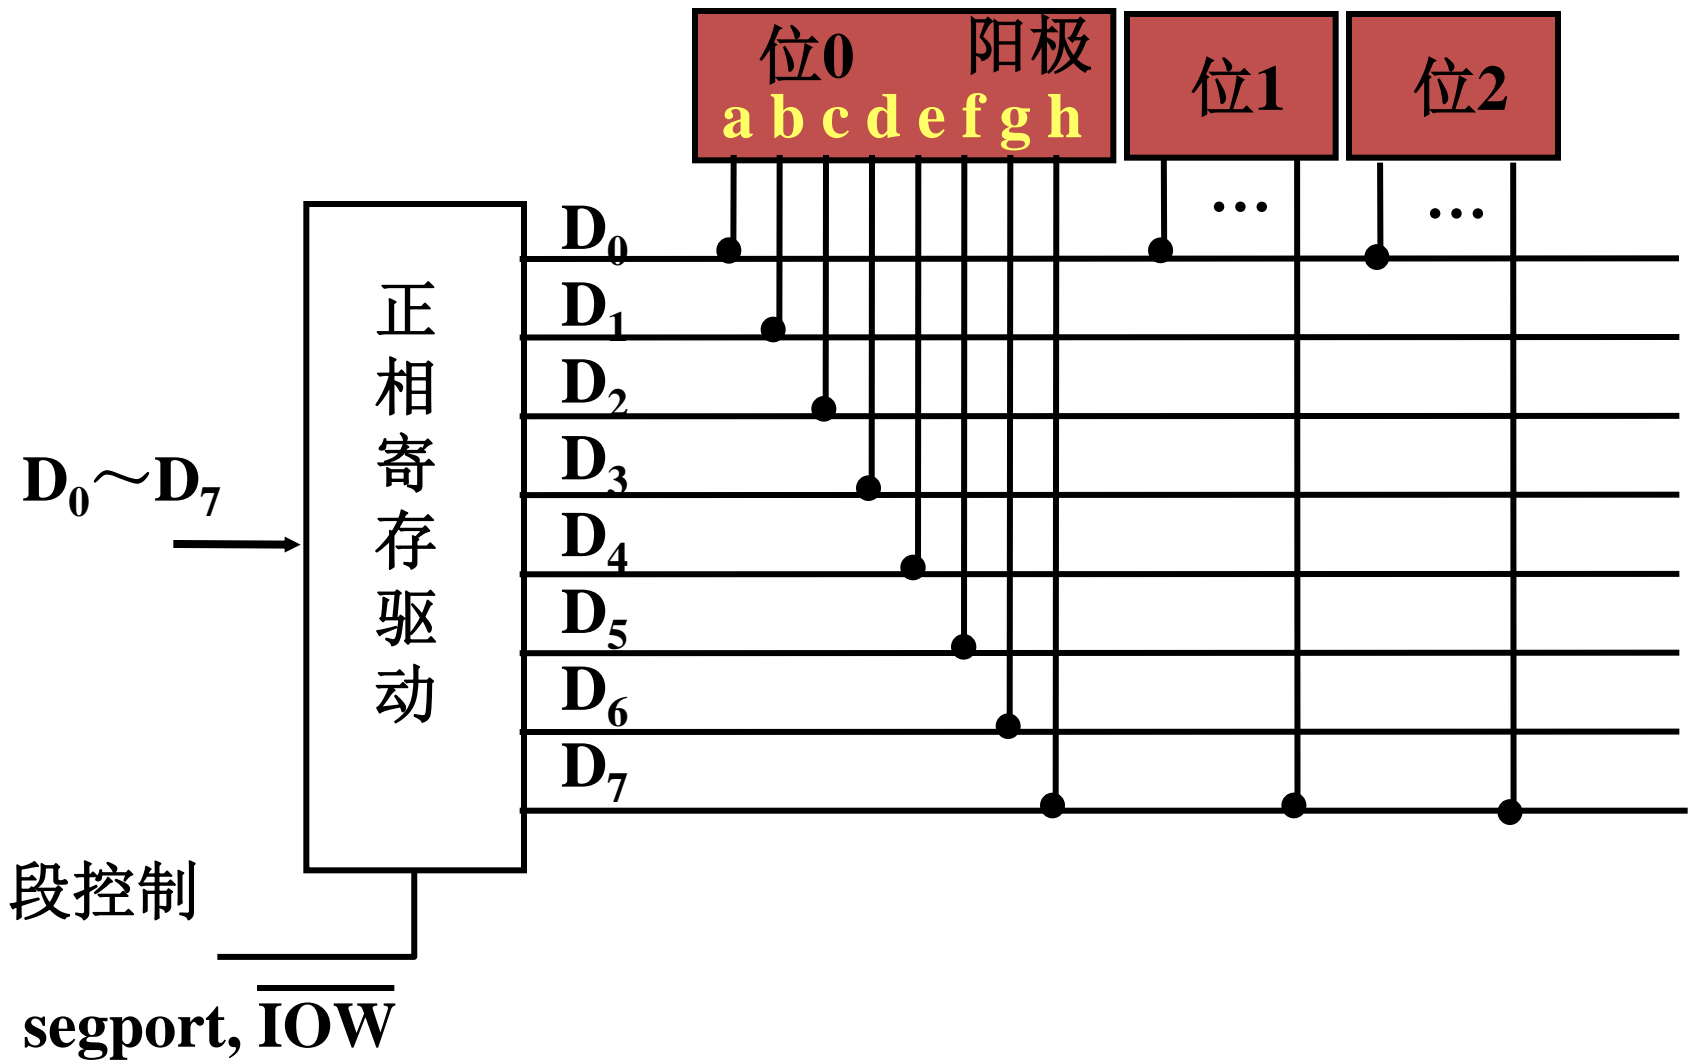 位0 阳极
a b c d e f g h
位1
…
位2
…
正相寄存驱动
D0
D1
D2
D3
D4
D5
D6
D7
D0～D7
段控制
segport, IOW